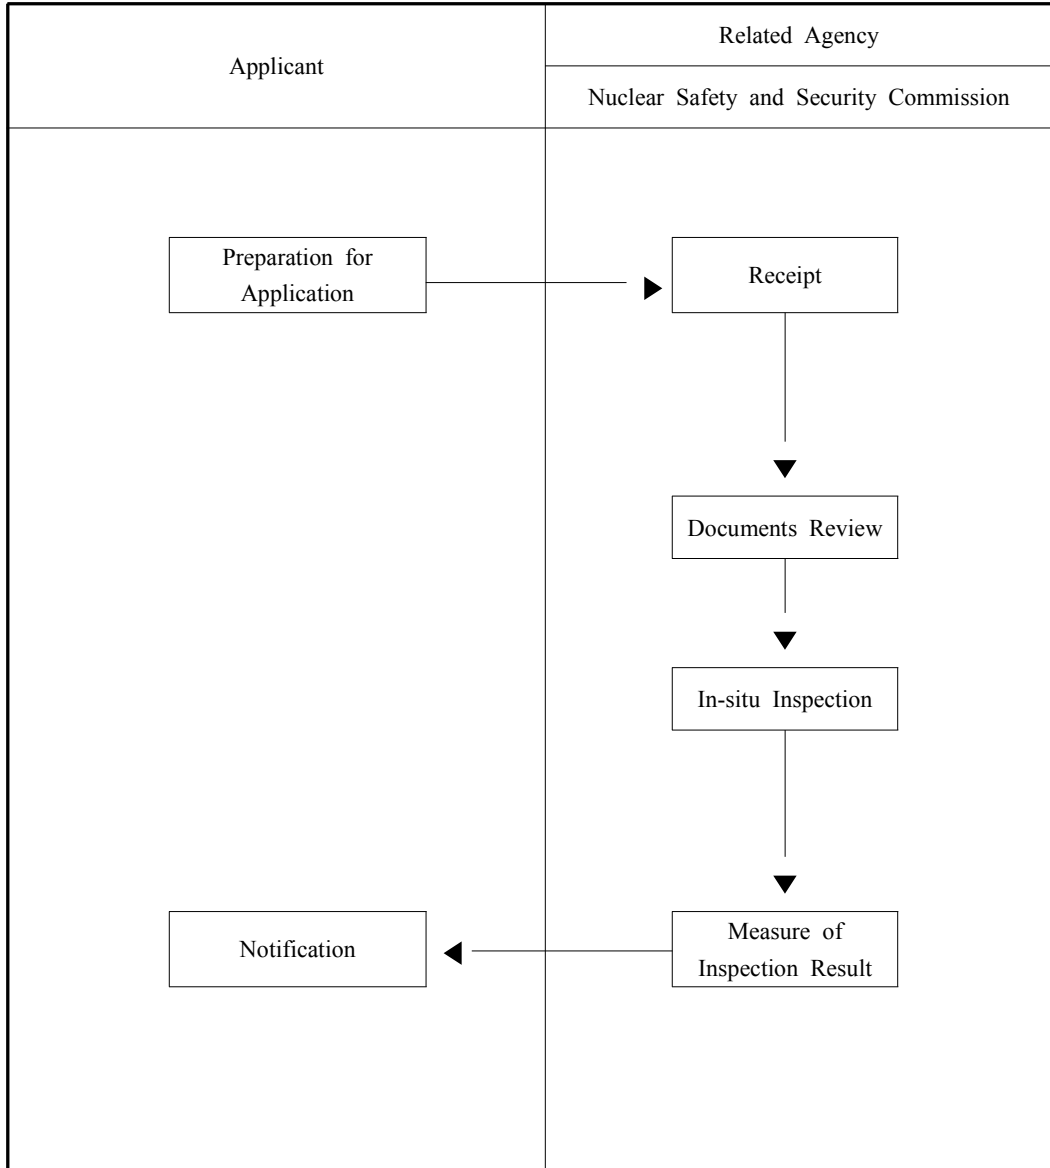 Applicant
Related Agency
Nuclear Safety and Security Commission
Preparation for
Application
Receipt
Documents Review
In-situ Inspection
Notification
Measure of
Inspection Result